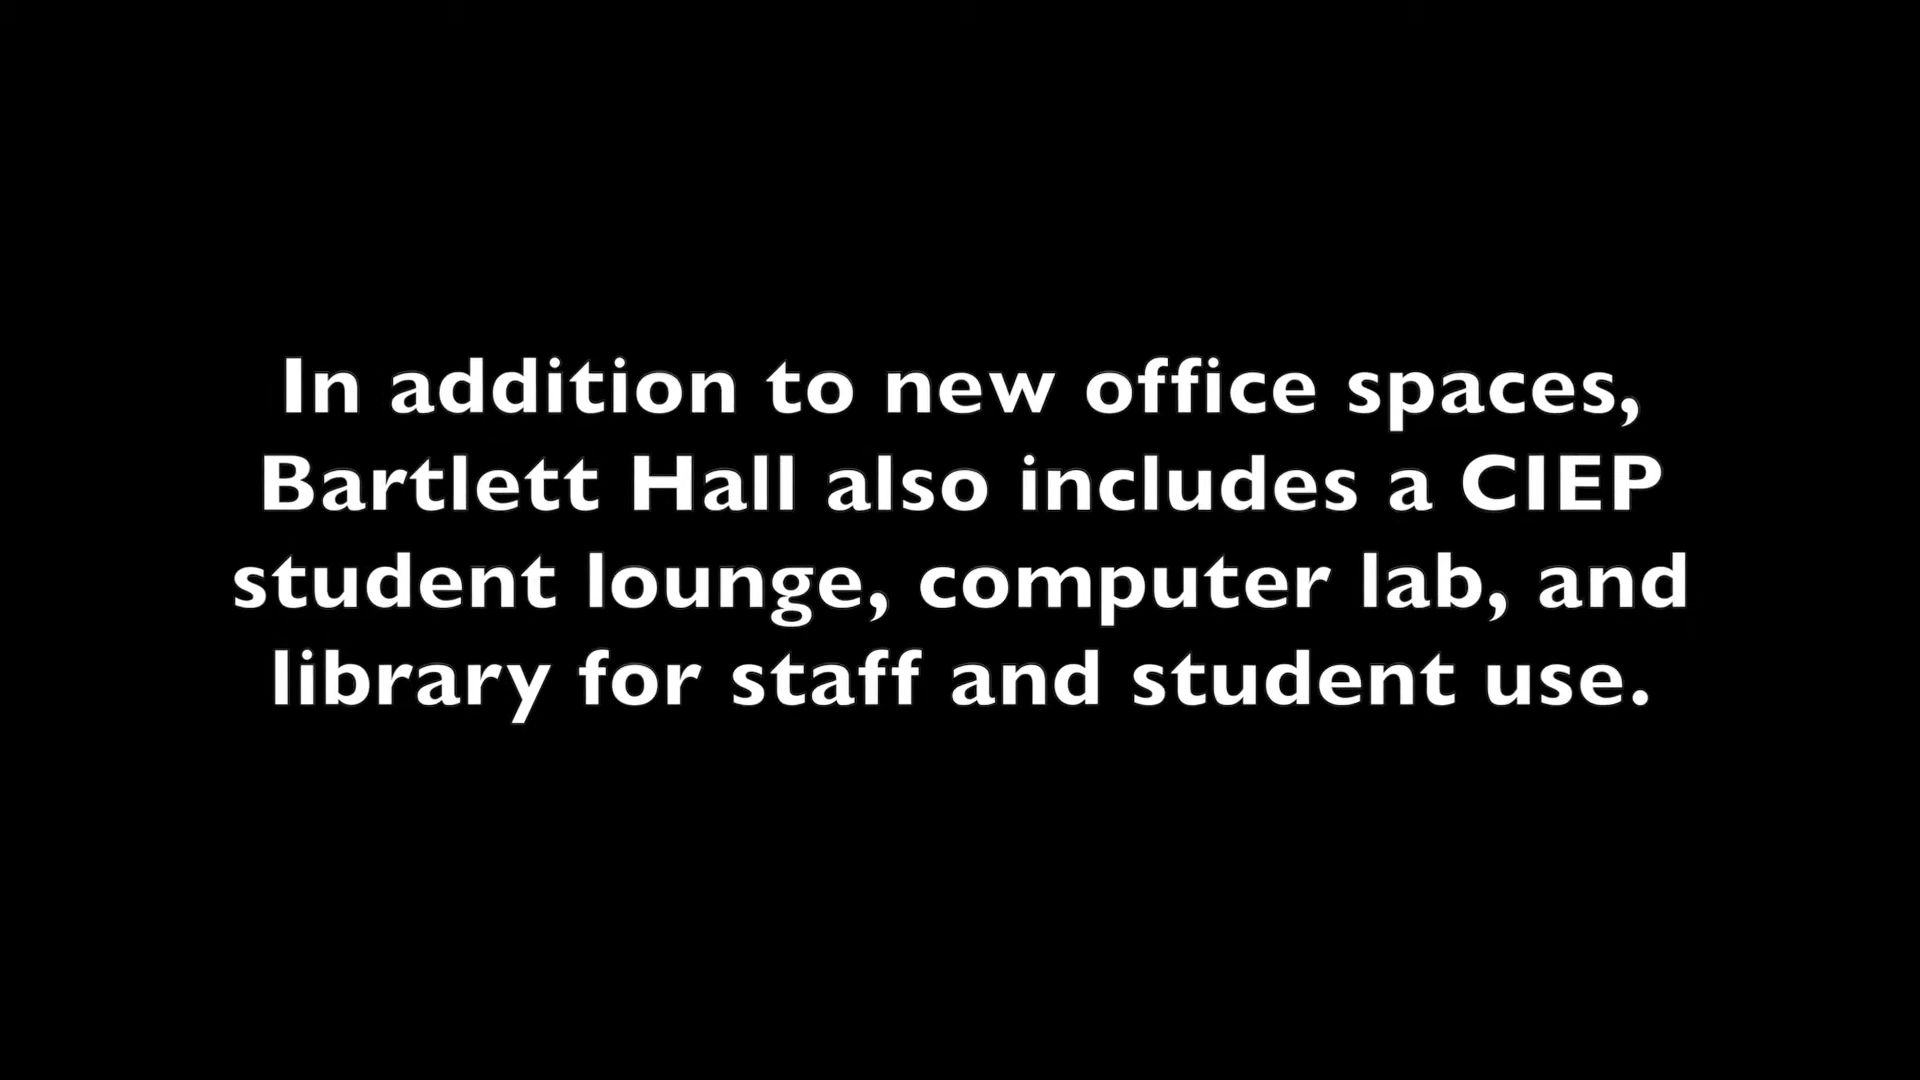 In addition to new office spaces,
Bartlett Hall also includes a CIEP
student lounge, computer lab, and
library for staff and student use.